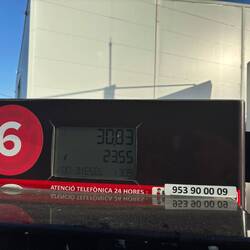 6
30,83
23,55
ATENCIÓ TELEFÒNICA 24 HORES
953 90 00 09